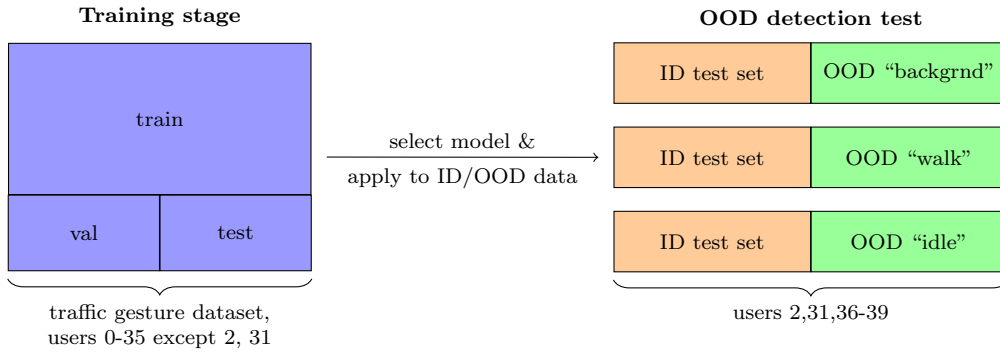 Training stage
train
val
test
traffic gesture dataset,
users 0-35 except 2, 31
select model &
apply to ID/OOD data
OOD detection test
ID test set
OOD “backgrnd”
ID test set
OOD “walk”
ID test set
OOD “idle”
users 2,31,36-39